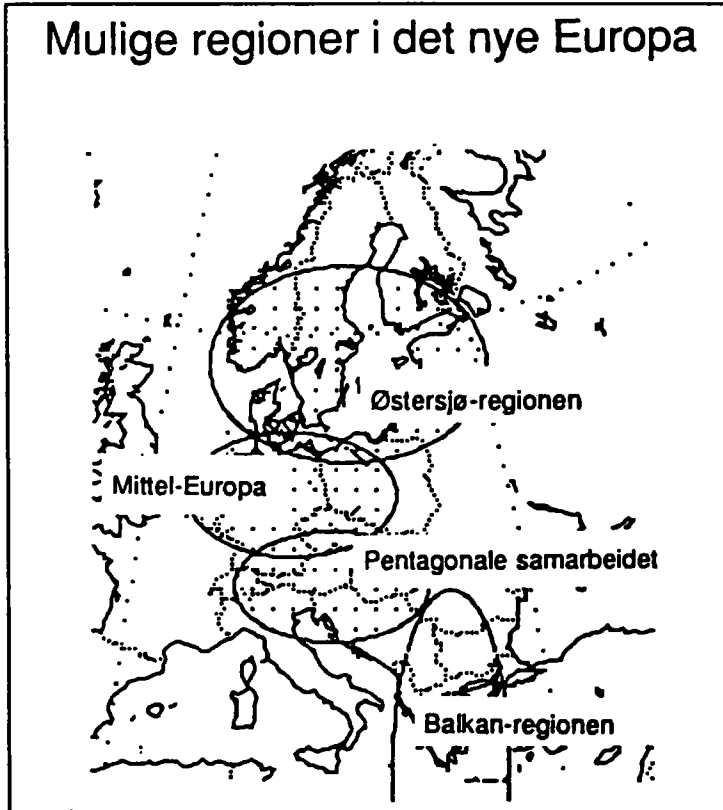 Mulige regioner i det nye Europa
Østersjø-regionen
Mittel-Europa
Pentagonale samarbeidet
Balkan-regionen